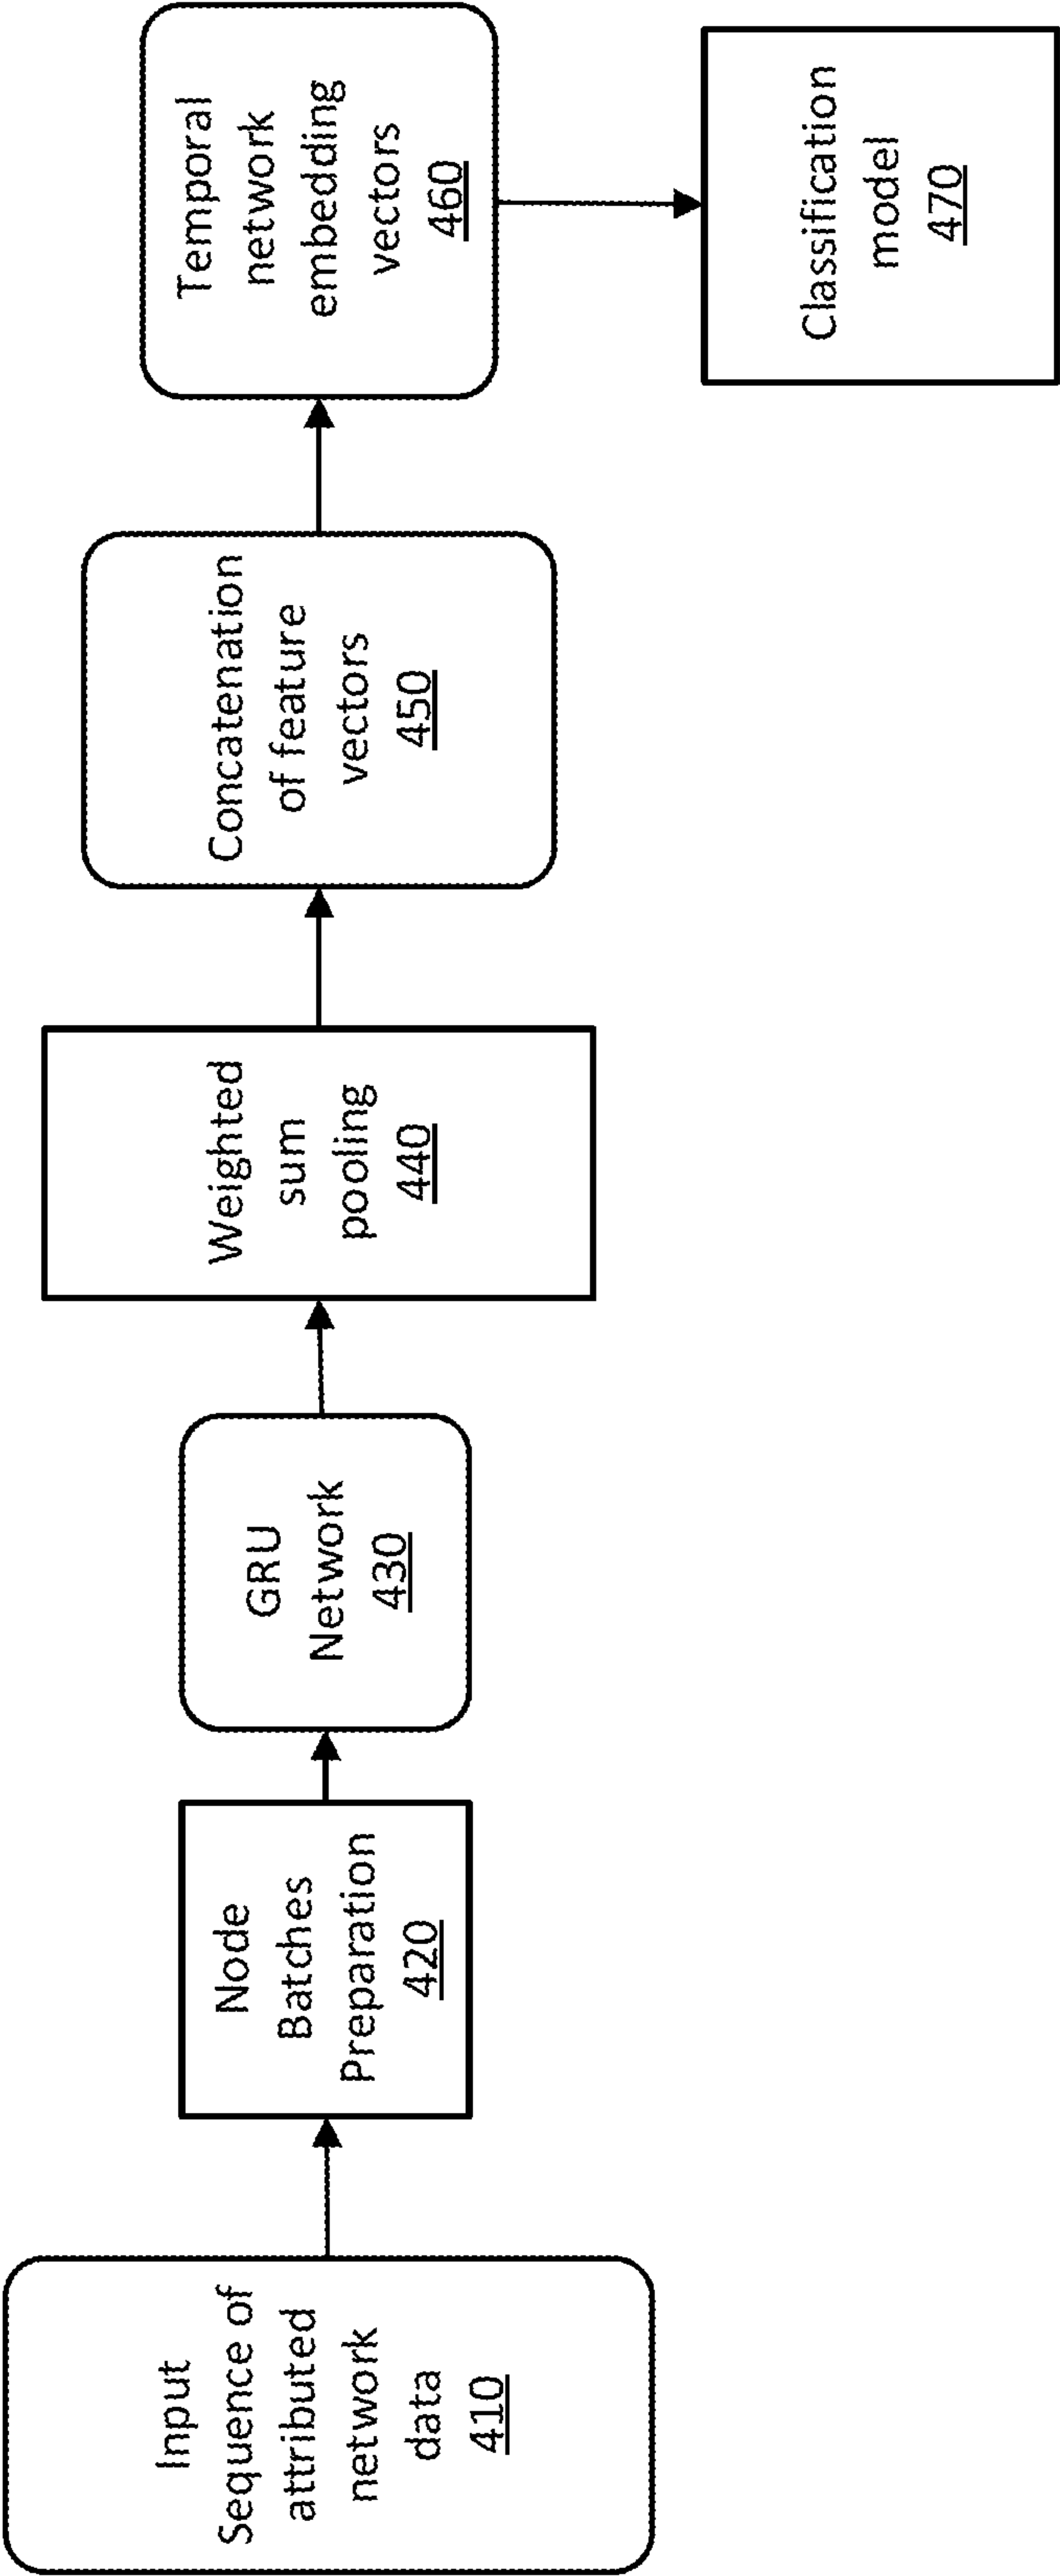 Input
Sequence of
attributed
network
data
410
Node
Batches
Preparation
420
GRU
Network
430
Weighted
sum
pooling
440
Concatenation
of feature
vectors
450
Temporal
network
embedding
vectors
460
Classification
model
470